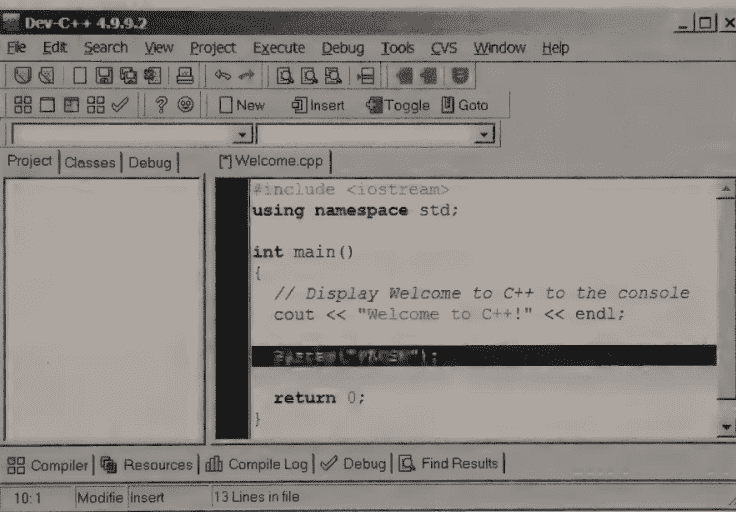 Dev-C++ 4.9.9.2
File Edit Search View Project Execute Debug Tools CVS Window Help
New Insert Toggle Goto
Project Classes Debug [*] Welcome.cpp
#include <iostream>
using namespace std;
int main()
{
// Display Welcome to C++ to the console
cout << "Welcome to C++!" << endl;
system("PAUSE");
return 0;
}
Compiler Resources Compile Log Debug Find Results
10:1 Modifie Insert 13 Lines in file